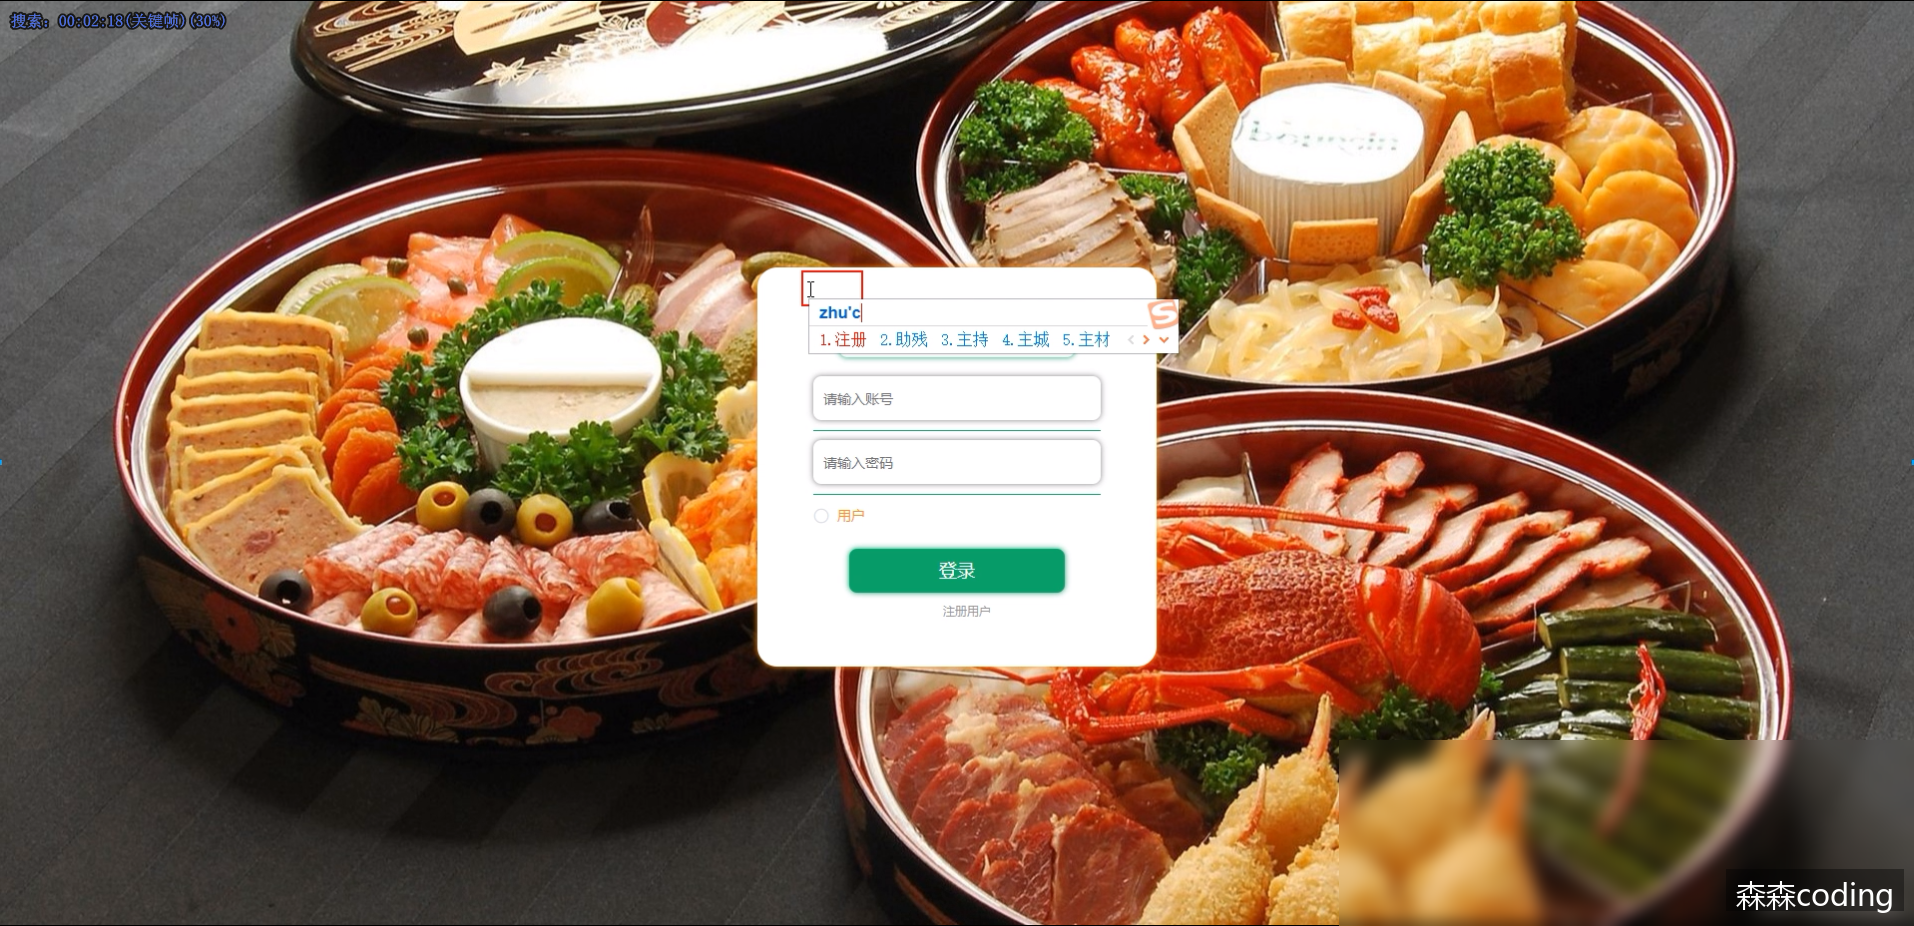 搜索: 00:02:18(关键帧)(30%)
zhu'c
1.注册 2.助残 3.主持 4.主城 5.主材
请输入账号
请输入密码
用户
登录
注册用户
森森coding